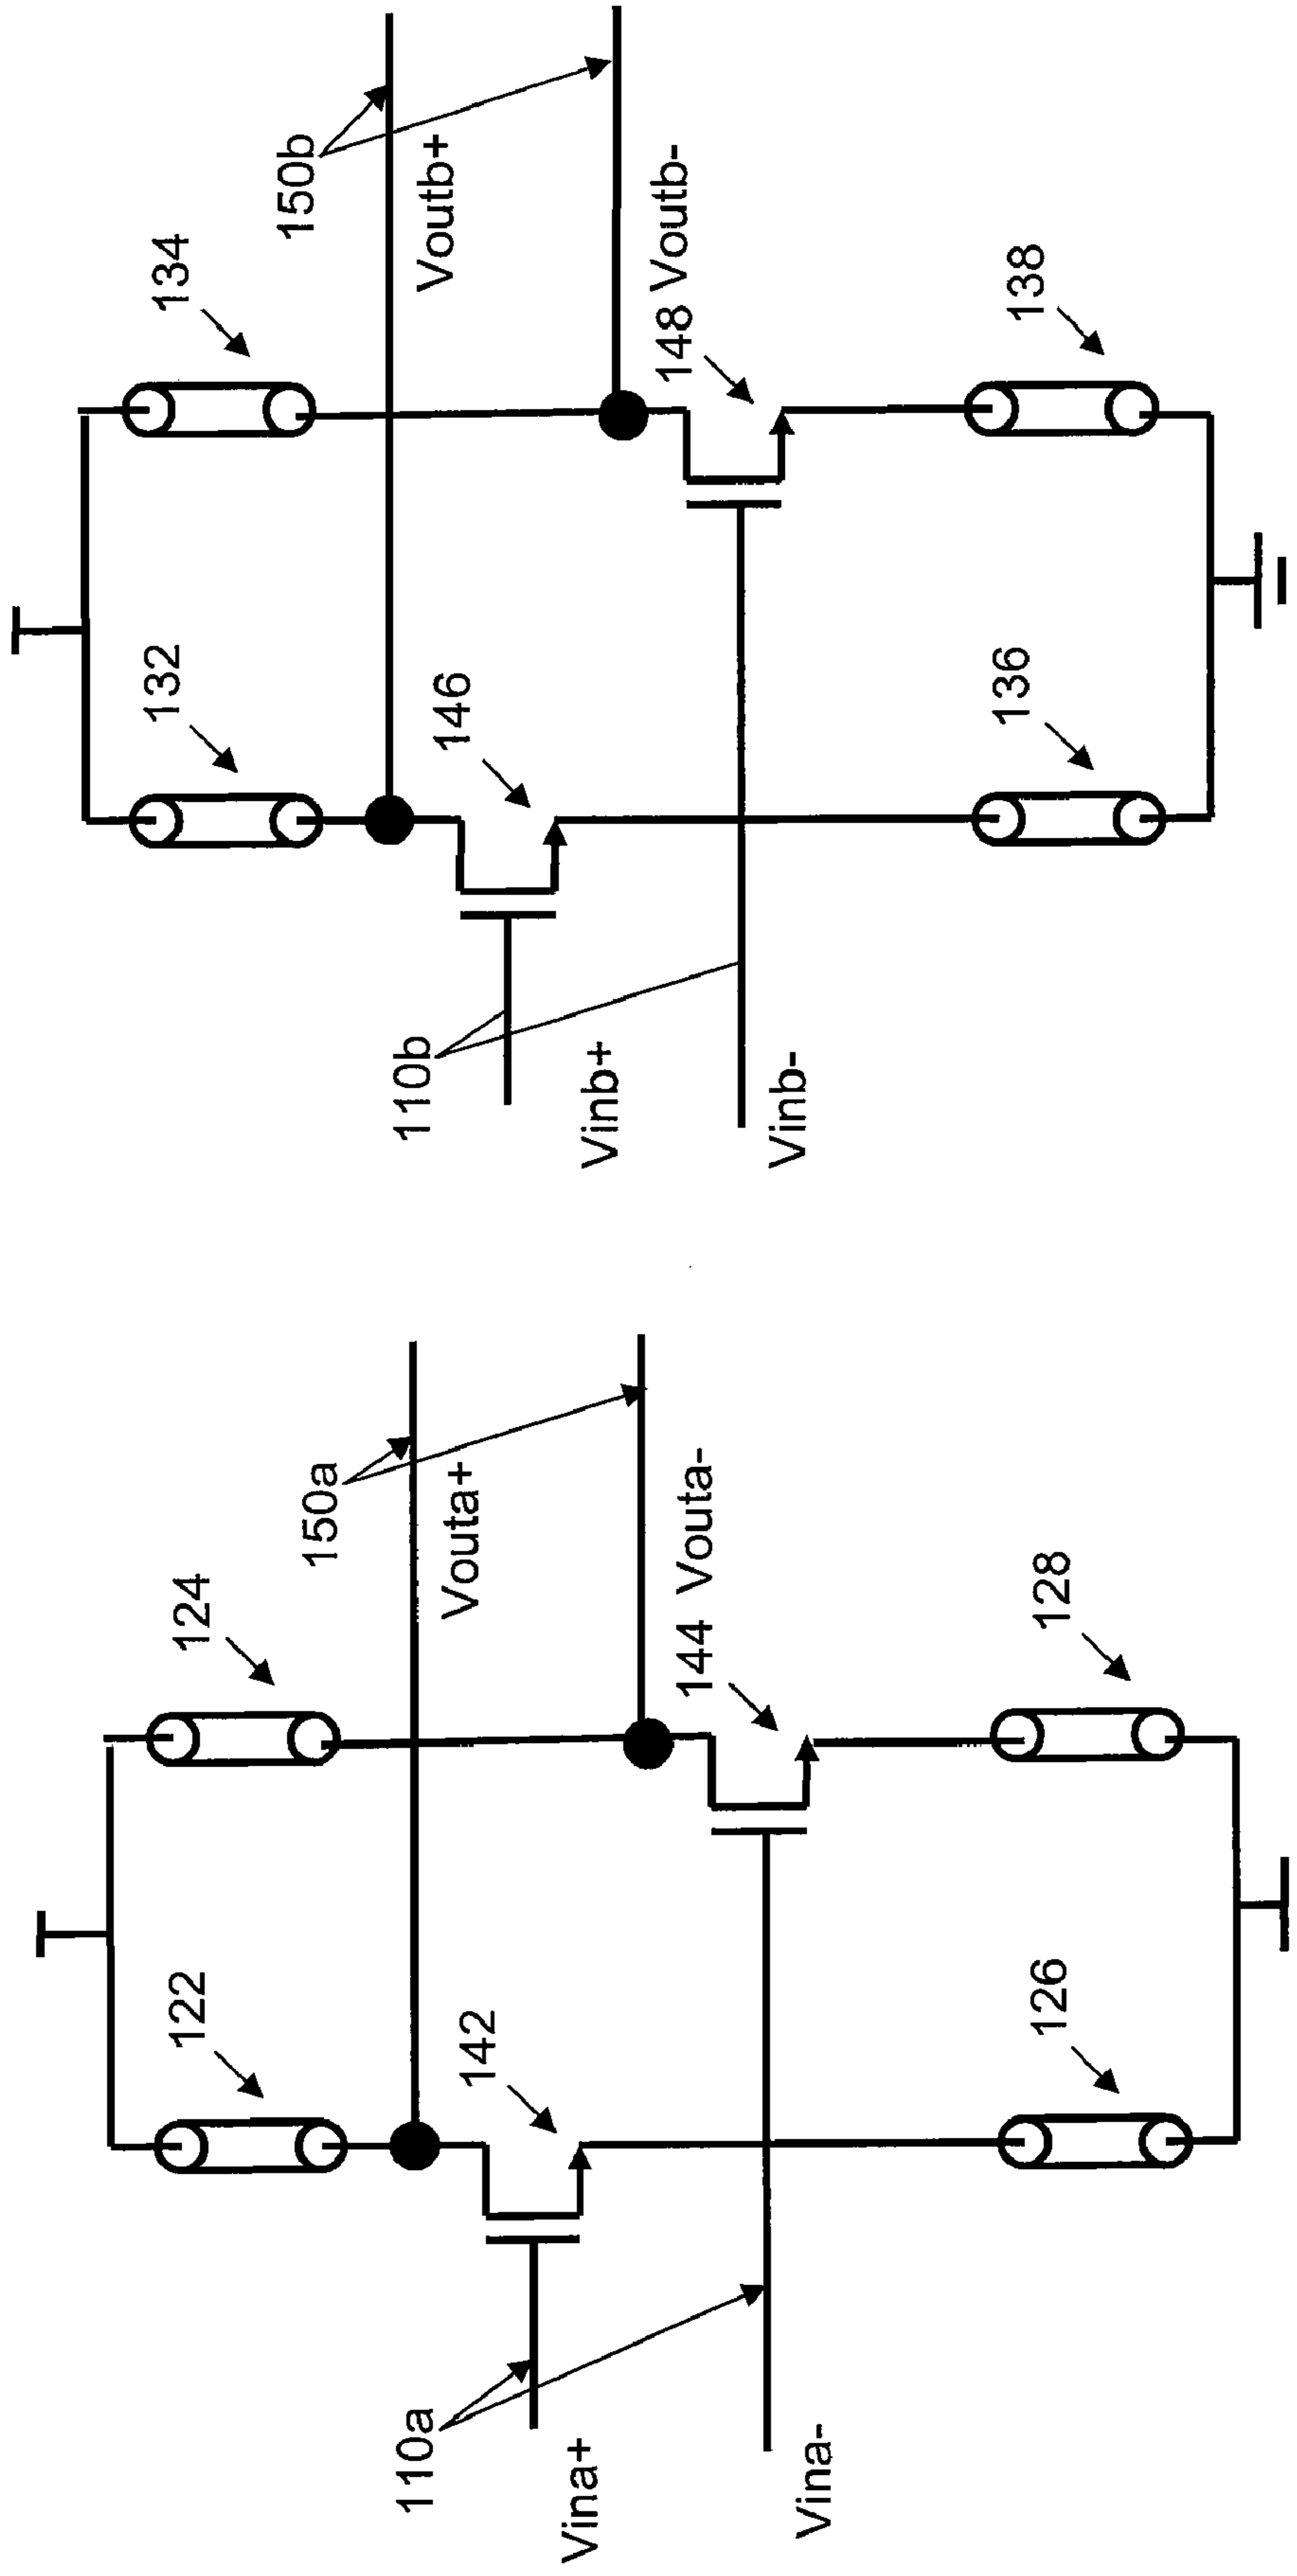 122
124
150a
Vouta+
142
144
Vouta-
110a
Vina+
Vina-
126
128
132
134
150b
Voutb+
146
148
Voutb-
110b
Vinb+
Vinb-
136
138